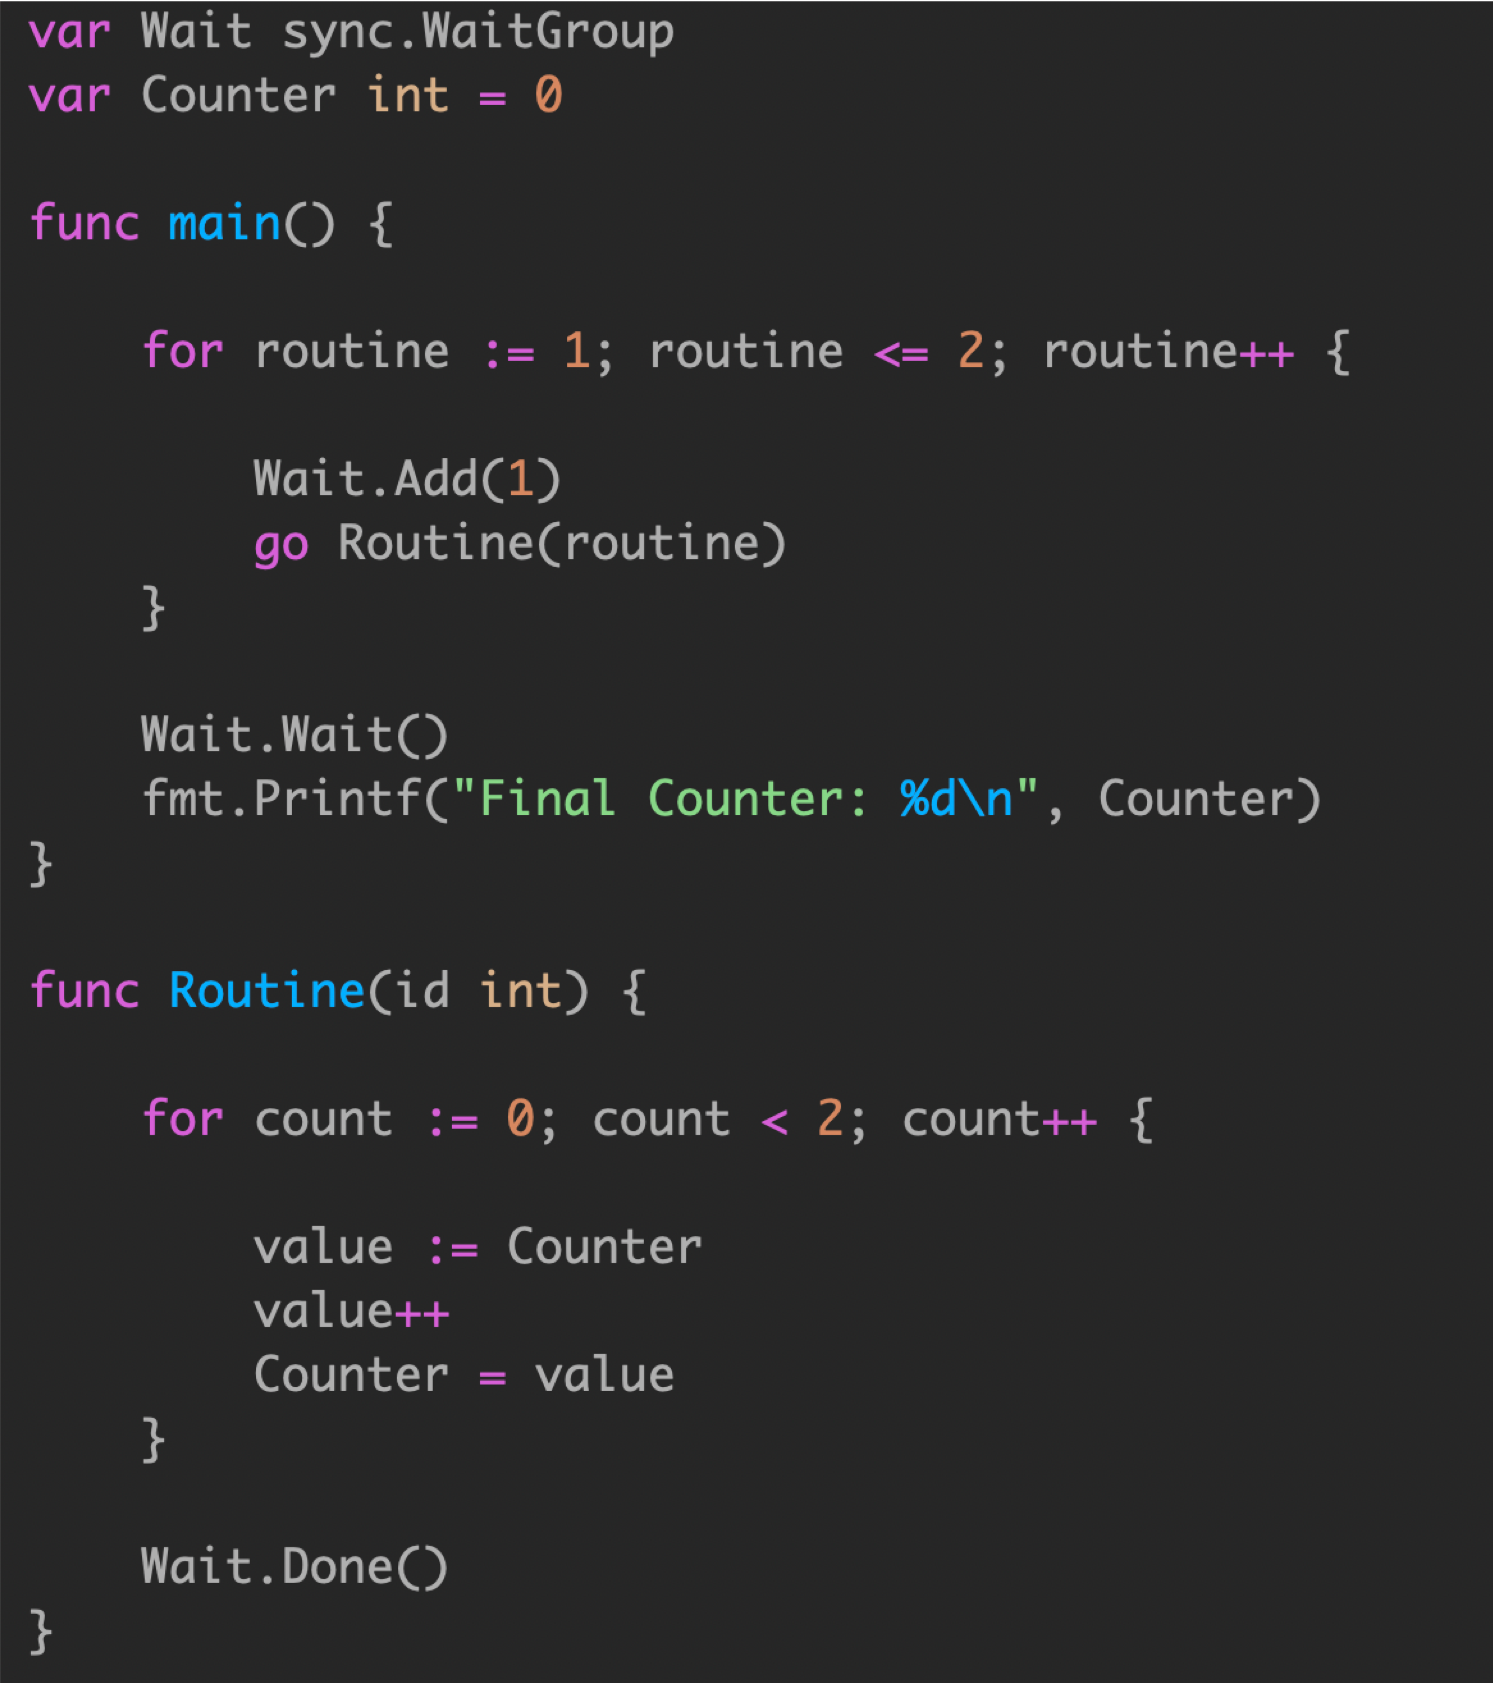 var Wait sync.WaitGroup
var Counter int = 0
func main() {
for routine := 1; routine <= 2; routine++ {
Wait.Add(1)
go Routine(routine)
}
Wait.Wait()
fmt.Printf("Final Counter: %d\n", Counter)
}
func Routine(id int) {
for count := 0; count < 2; count++ {
value := Counter
value++
Counter = value
}
Wait.Done()
}